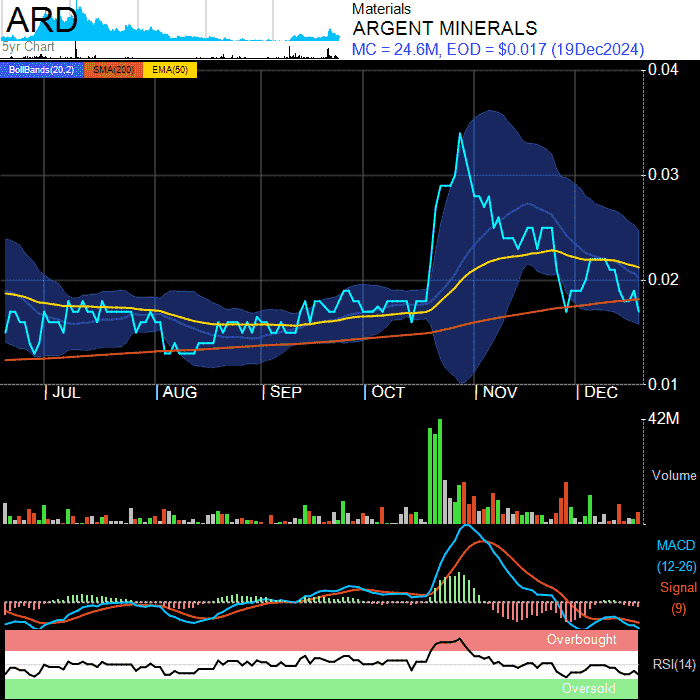 ARD
5yr Chart
Materials
ARGENT MINERALS
MC = 24.6M, EOD = $0.017 (19Dec2024)
BollBands(20,2) SMA(200) EMA(50)
0.04
0.03
0.02
0.01
JUL AUG SEP OCT NOV DEC
42M
Volume
MACD
(12-26)
Signal
(9)
Overbought
RSI(14)
Oversold